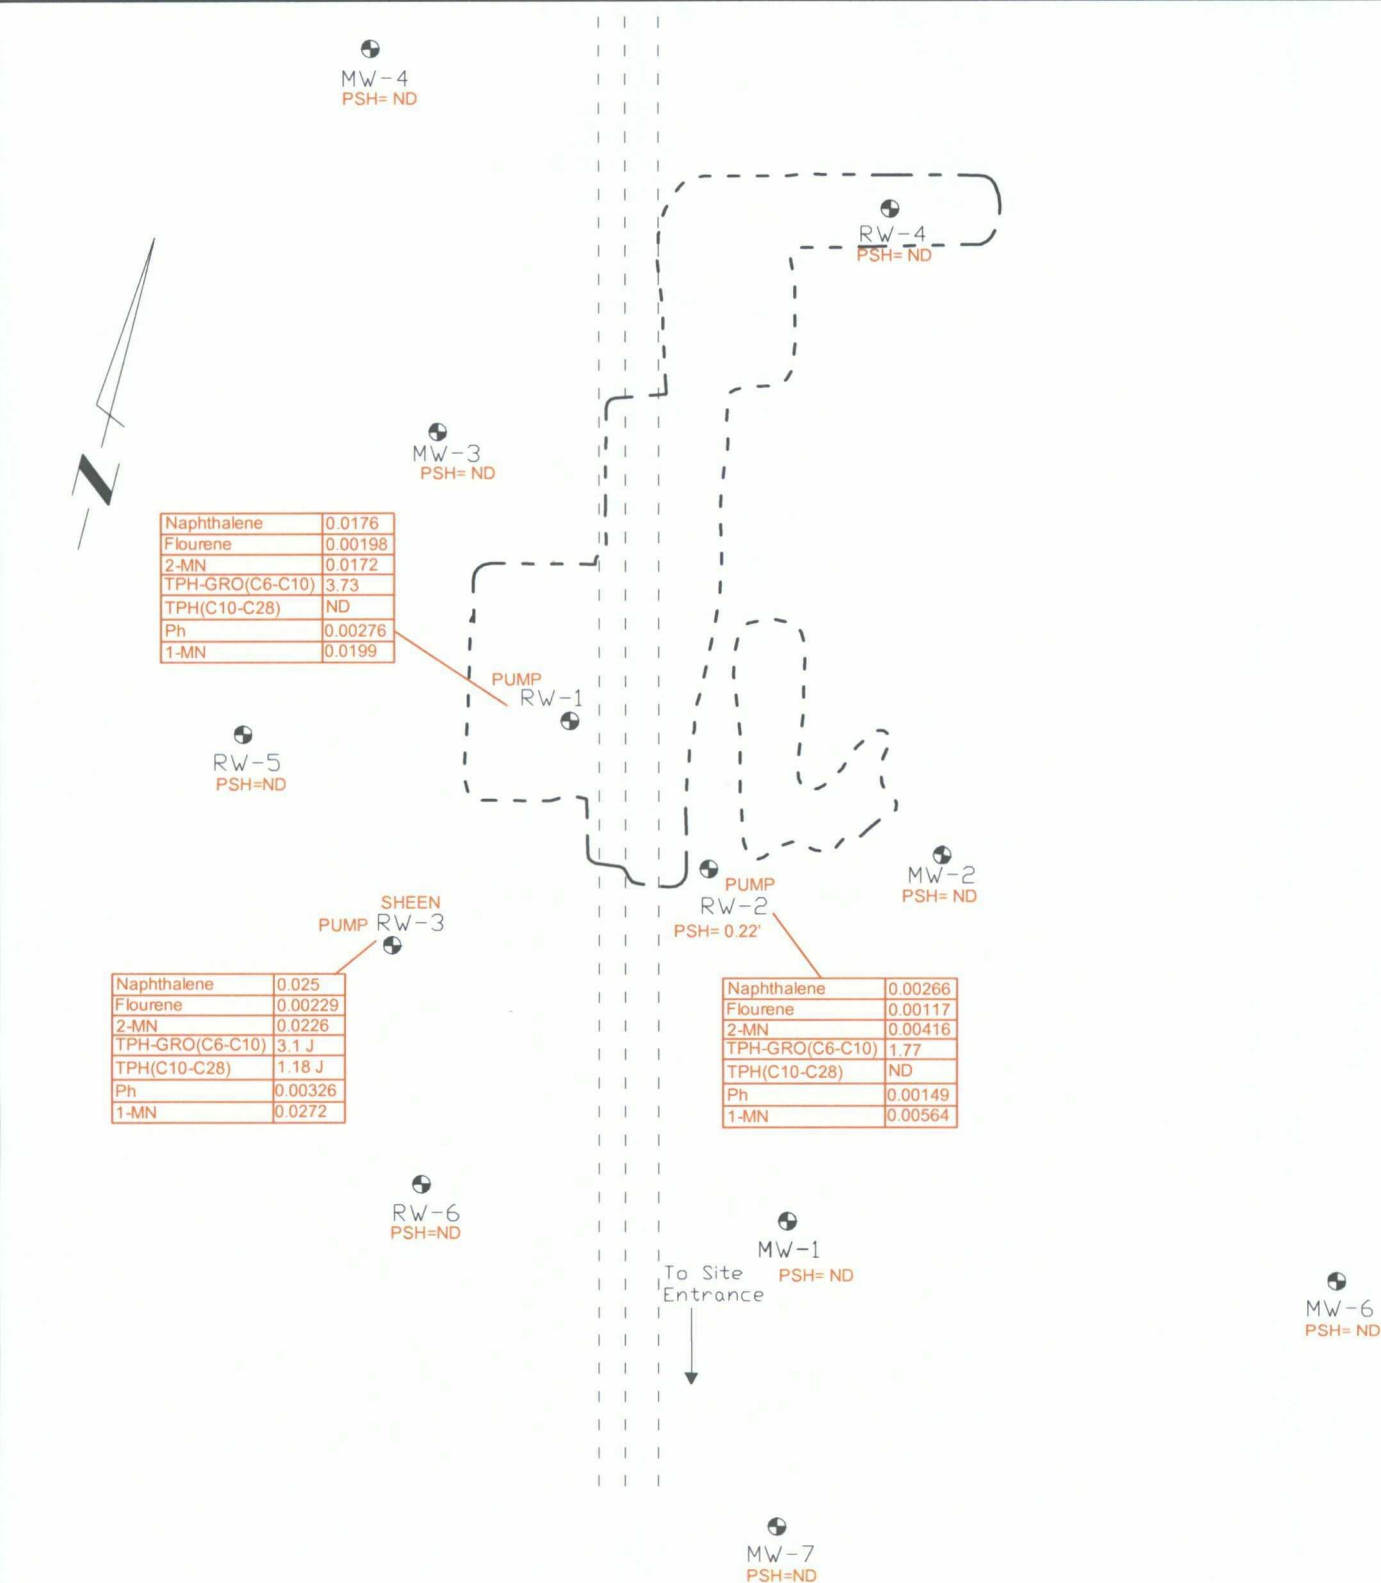 MW-4
PSH= ND
RW-4
PSH= ND
MW-3
PSH= ND
N
Naphthalene 0.0176
Flourene 0.00198
2-MN 0.0172
TPH-GRO(C6-C10) 3.73
TPH(C10-C28) ND
Ph 0.00276
1-MN 0.0199
PUMP
RW-1
RW-5
PSH=ND
MW-2
PSH= ND
PUMP
RW-2
PSH= 0.22'
SHEEN
PUMP RW-3
Naphthalene 0.025
Flourene 0.00229
2-MN 0.0226
TPH-GRO(C6-C10) 3.1 J
TPH(C10-C28) 1.18 J
Ph 0.00326
1-MN 0.0272
Naphthalene 0.00266
Flourene 0.00117
2-MN 0.00416
TPH-GRO(C6-C10) 1.77
TPH(C10-C28) ND
Ph 0.00149
1-MN 0.00564
RW-6
PSH=ND
MW-1
PSH= ND
To Site
Entrance
MW-6
PSH= ND
MW-7
PSH=ND